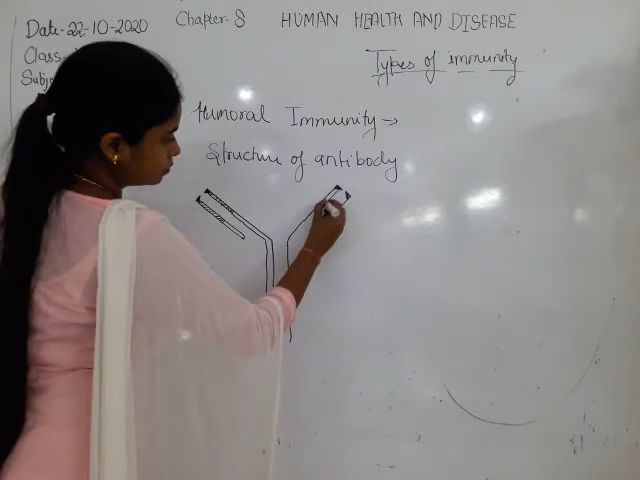 Date- 22-10-2020
Chapter. 8 HUMAN HEALTH AND DISEASE
Class-
Types of immunity
Humoral Immunity →
Structure of antibody